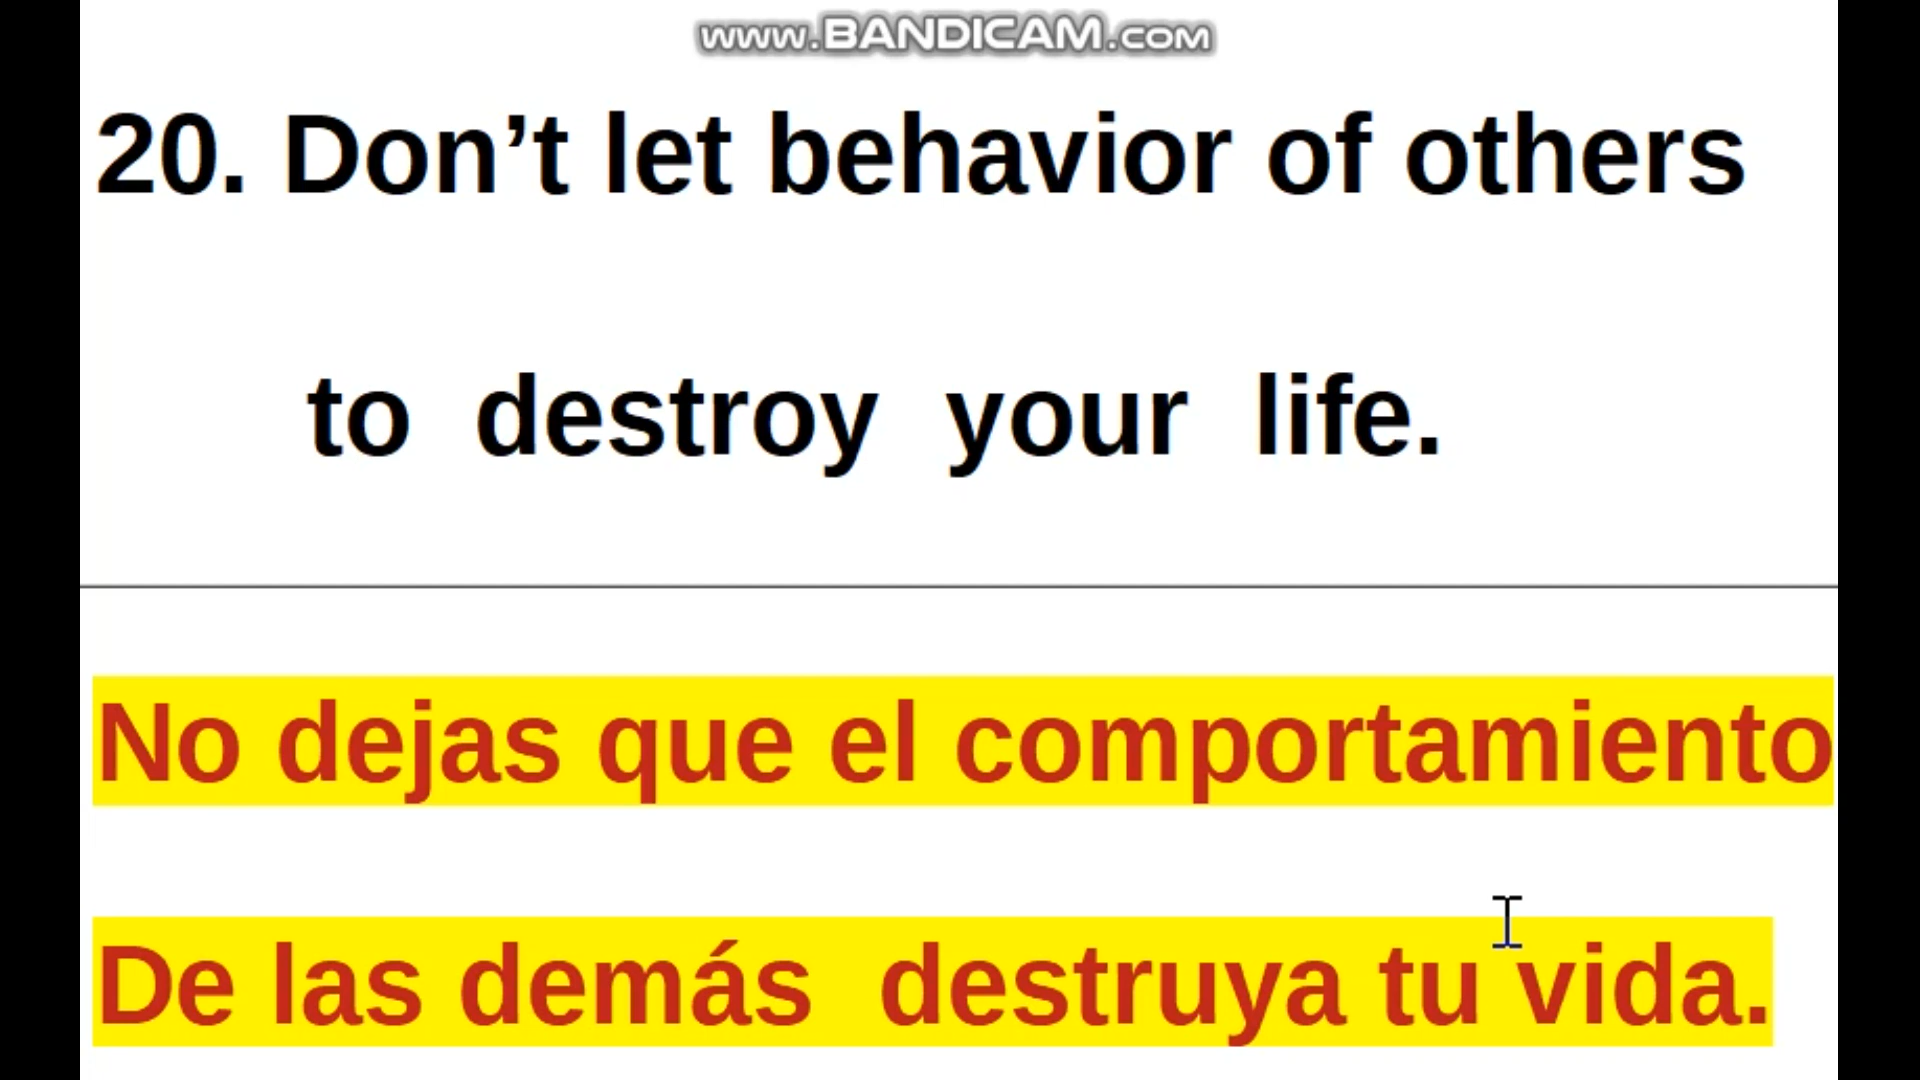 www.BANDICAM.com
20. Don’t let behavior of others
to destroy your life.
No dejas que el comportamiento
De las demás destruya tu vida.